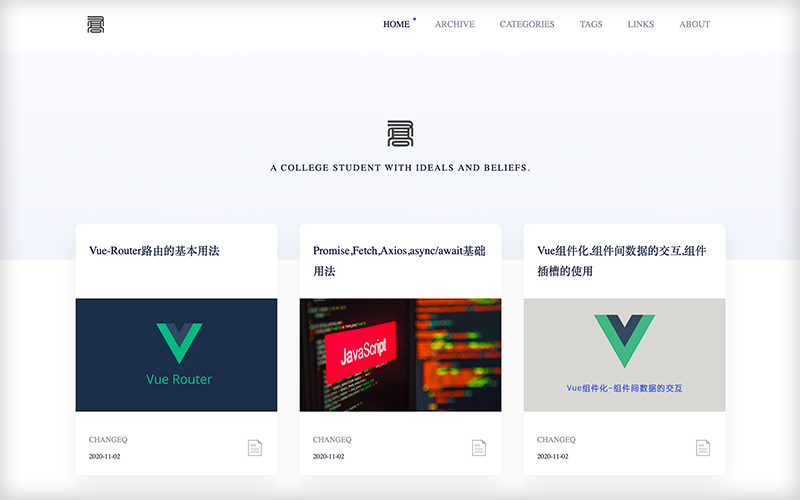 HOME
ARCHIVE
CATEGORIES
TAGS
LINKS
ABOUT
A COLLEGE STUDENT WITH IDEALS AND BELIEFS.
Vue-Router路由的基本用法
Vue Router
CHANGEQ
2020-11-02
Promise,Fetch,Axios,async/await基础
用法
JavaScript
CHANGEQ
2020-11-02
Vue组件化,组件间数据的交互,组件
插槽的使用
Vue组件化-组件间数据的交互
CHANGEQ
2020-11-02